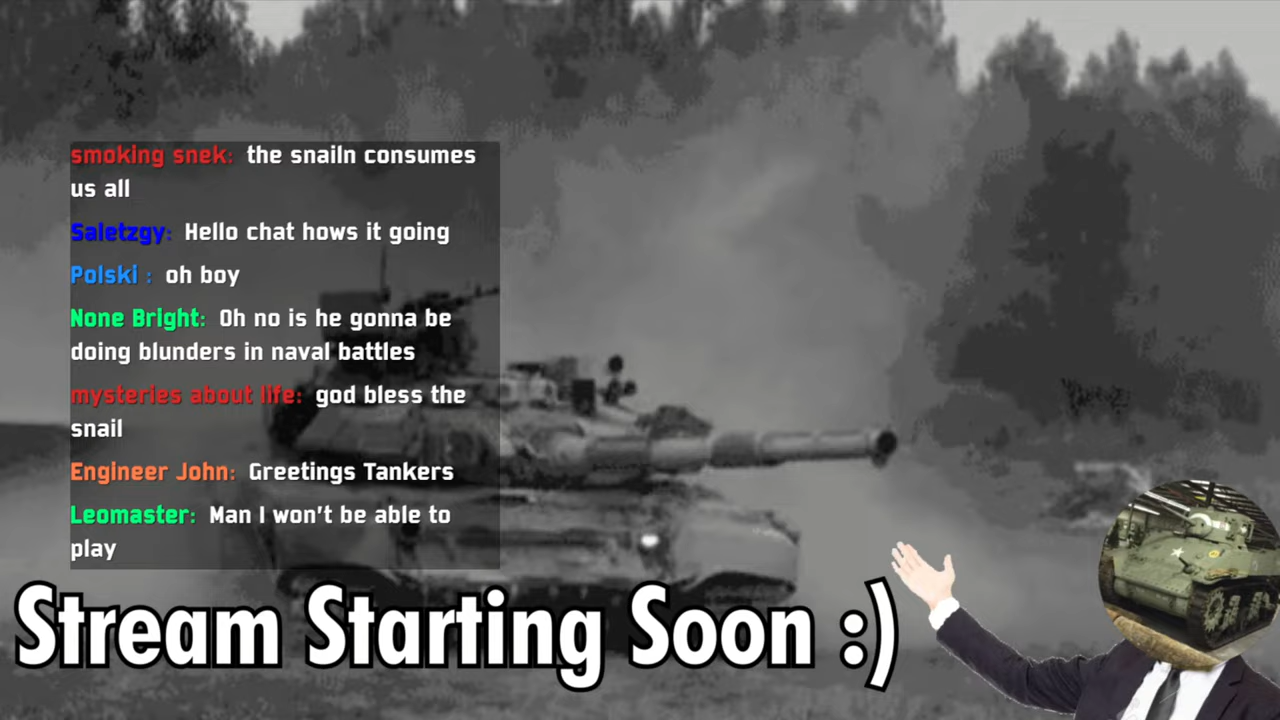 smoking snek: the snailn consumes
us all
Saletzgy: Hello chat hows it going
Polski : oh boy
None Bright: Oh no is he gonna be
doing blunders in naval battles
mysteries about life: god bless the
snail
Engineer John: Greetings Tankers
Leomaster: Man I won't be able to
play
Stream Starting Soon :)